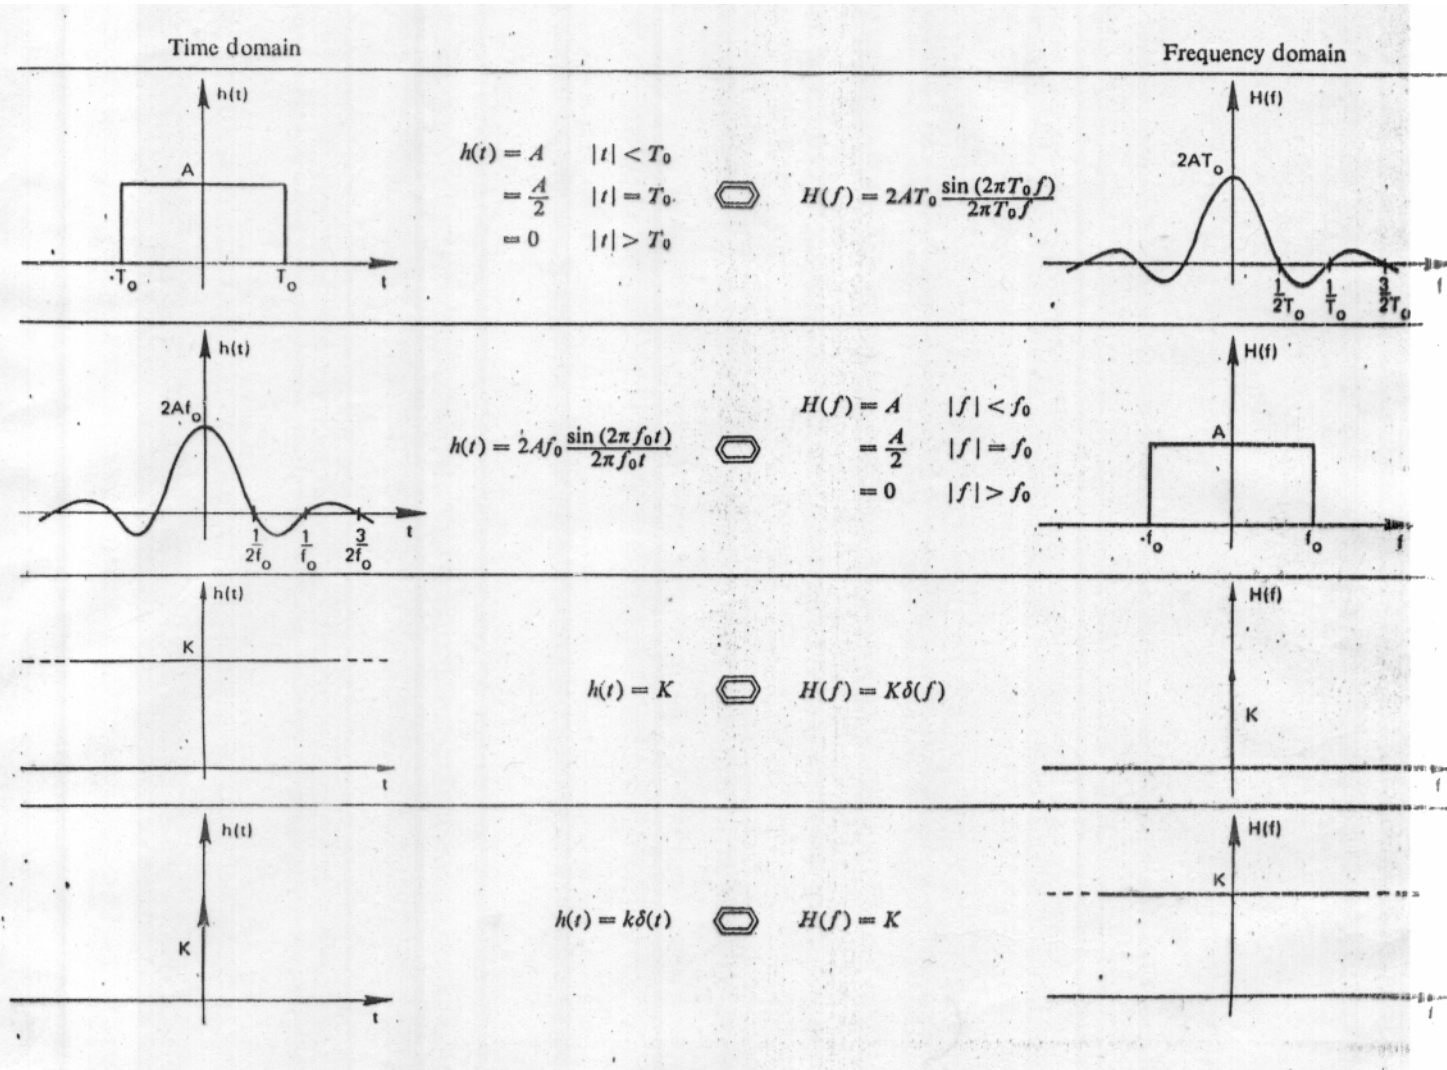 Time domain
Frequency domain
h(t)
A
-T₀
T₀
t
h(t) = A |t| < T₀
= A/2 |t| = T₀
= 0 |t| > T₀
H(f) = 2AT₀ sin (2πT₀f) / 2πT₀f
H(f)
2AT₀
1/2T₀
1/T₀
3/2T₀
f
h(t)
2Af₀
1/2f₀
1/f₀
3/2f₀
t
h(t) = 2Af₀ sin (2πf₀t) / 2πf₀t
H(f) = A |f| < f₀
= A/2 |f| = f₀
= 0 |f| > f₀
H(f)
A
-f₀
f₀
f
h(t)
K
t
h(t) = K
H(f) = Kδ(f)
H(f)
K
f
h(t)
K
t
h(t) = kδ(t)
H(f) = K
H(f)
K
f